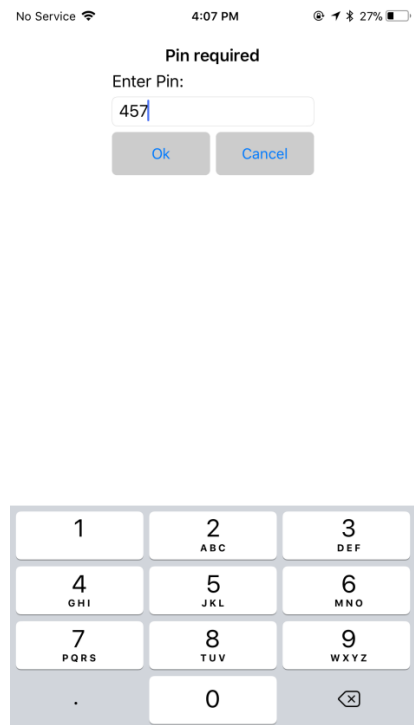 No Service 4:07 PM 27%
Pin required
Enter Pin:
457
Ok Cancel
1 2 3
ABC DEF
4 5 6
GHI JKL MNO
7 8 9
PQRS TUV WXYZ
. 0